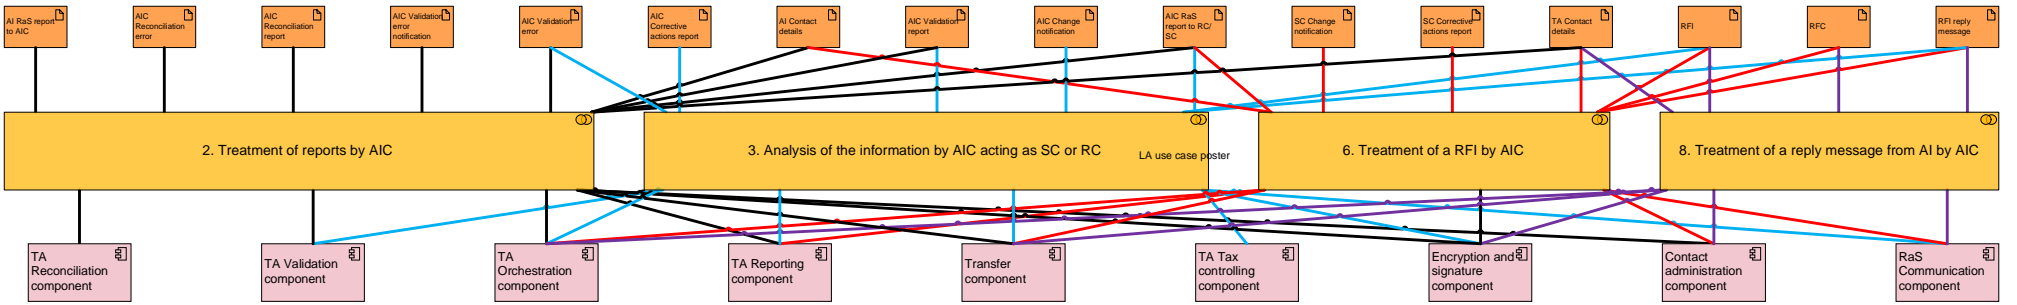 AI RaS report
to AIC
AIC
Reconciliation
error
AIC
Reconciliation
report
AIC Validation
error
notification
AIC Validation
error
AIC
Corrective
actions report
AI Contact
details
AIC Validation
report
AIC Change
notification
AIC RaS
report to RC/
SC
SC Change
notification
SC Corrective
actions report
TA Contact
details
RFI
RFC
RFI reply
message
2. Treatment of reports by AIC
3. Analysis of the information by AIC acting as SC or RC
LA use case poster
6. Treatment of a RFI by AIC
8. Treatment of a reply message from AI by AIC
TA
Reconciliation
component
TA Validation
component
TA
Orchestration
component
TA Reporting
component
Transfer
component
TA Tax
controlling
component
Encryption and
signature
component
Contact
administration
component
RaS
Communication
component